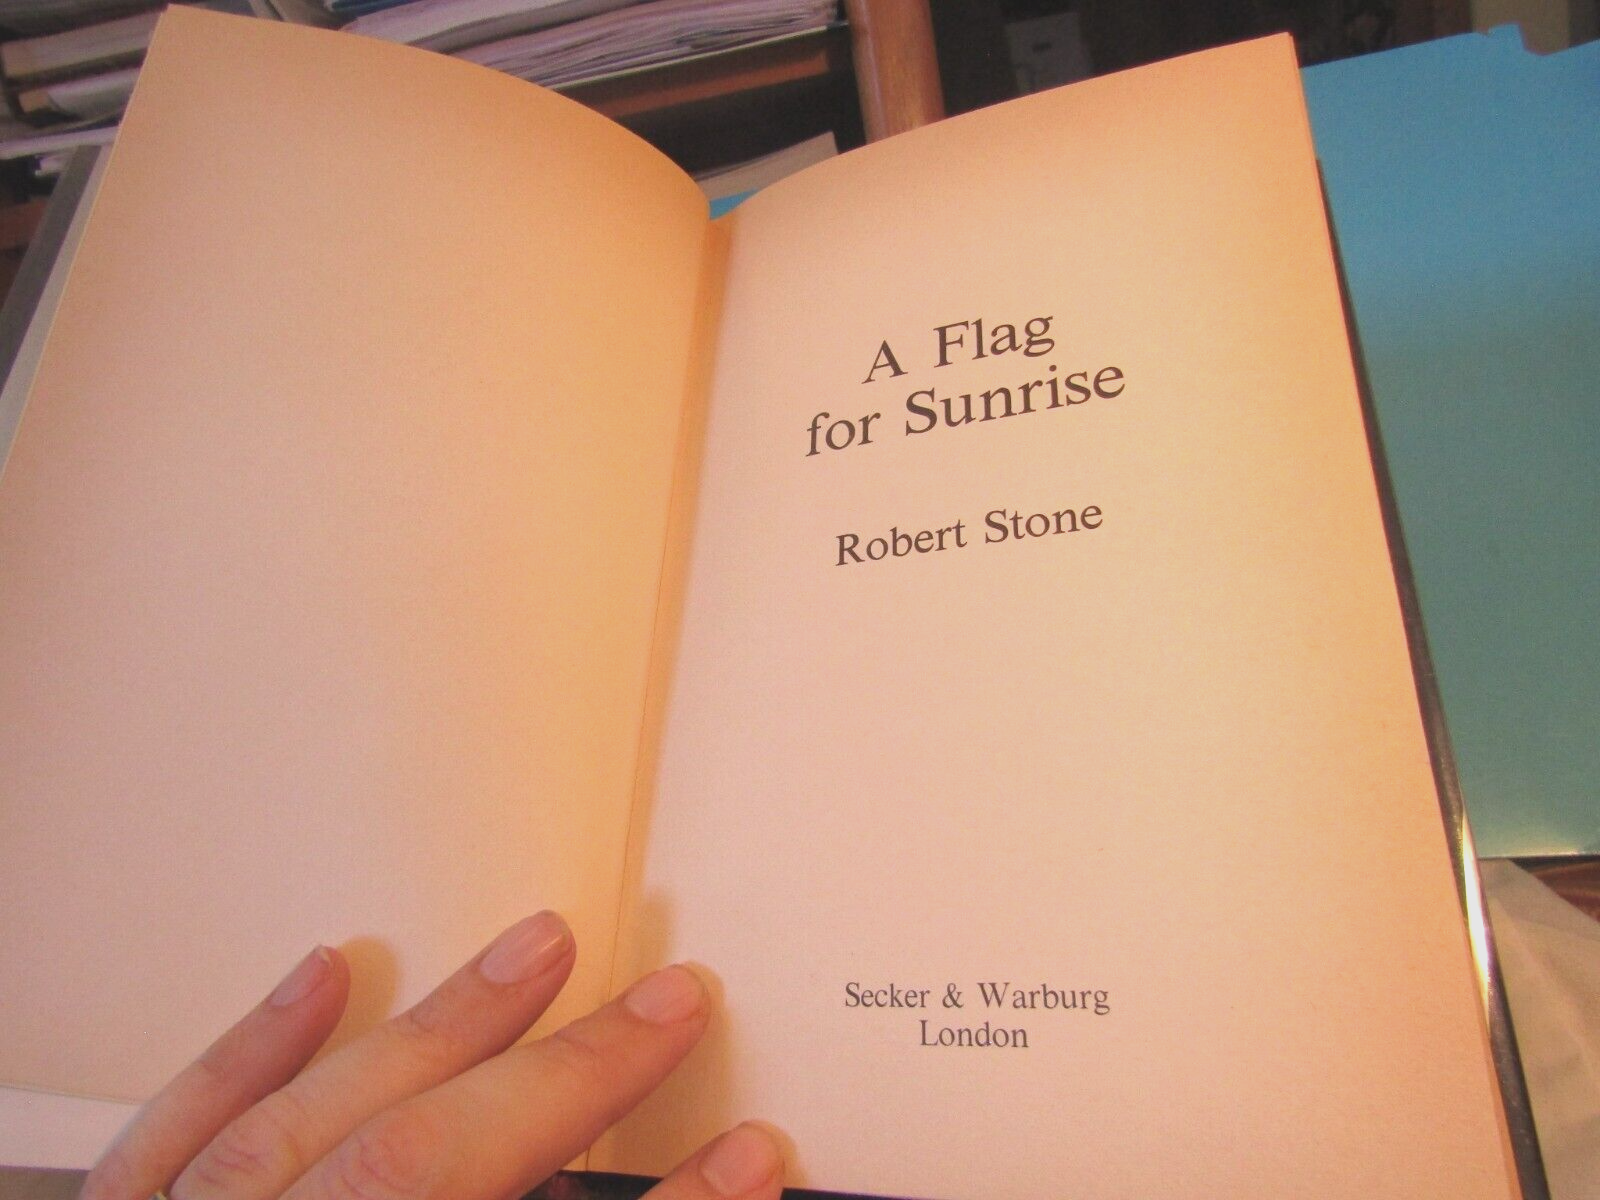 A Flag
for Sunrise
Robert Stone
Secker & Warburg
London